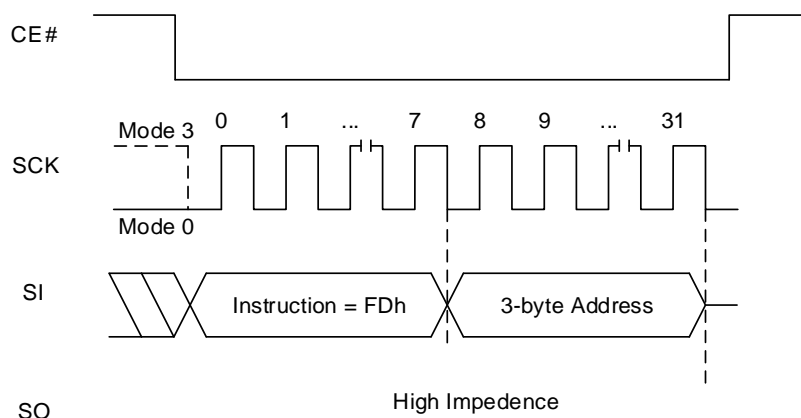 CE#
0 1 ... 7 8 9 ... 31
Mode 3
SCK
Mode 0
SI
Instruction = FDh
3-byte Address
High Impedence
SO